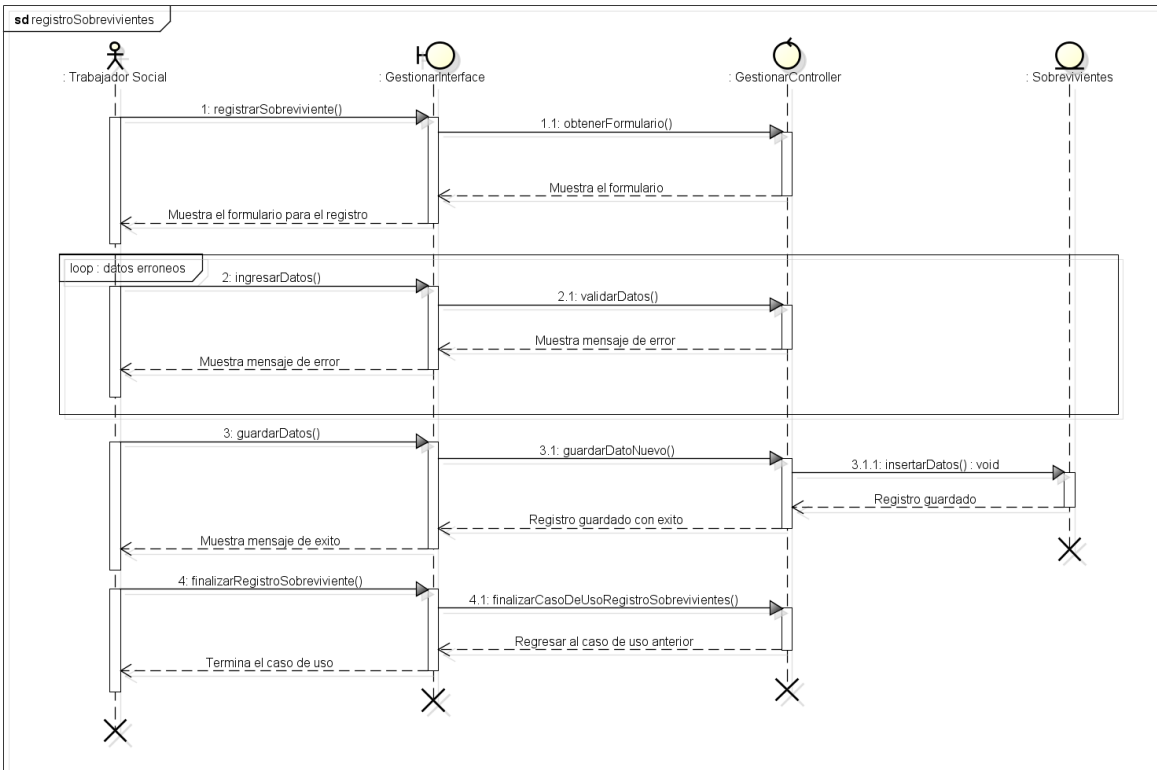 sd registroSobrevivientes
: Trabajador Social
: GestionarInterface
: GestionarController
: Sobrevivientes
1: registrarSobreviviente()
1.1: obtenerFormulario()
Muestra el formulario
Muestra el formulario para el registro
loop : datos erroneos
2: ingresarDatos()
2.1: validarDatos()
Muestra mensaje de error
Muestra mensaje de error
3: guardarDatos()
3.1: guardarDatoNuevo()
3.1.1: insertarDatos() : void
Registro guardado
Registro guardado con exito
Muestra mensaje de exito
4: finalizarRegistroSobreviviente()
4.1: finalizarCasoDeUsoRegistroSobrevivientes()
Regresar al caso de uso anterior
Termina el caso de uso